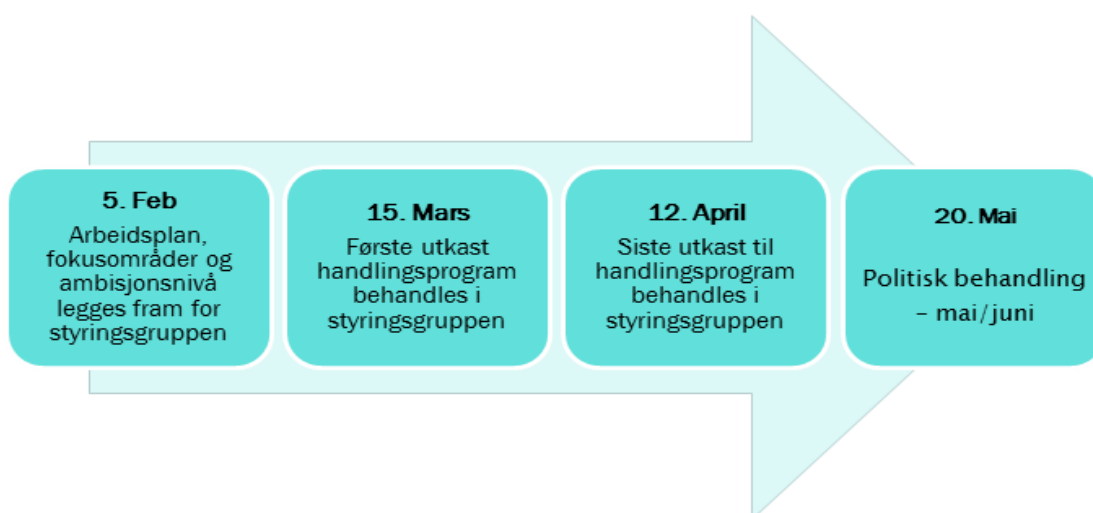 5. Feb
Arbeidsplan,
fokusområder og
ambisjonsnivå
legges fram for
styringsgruppen
15. Mars
Første utkast
handlingsprogram
behandles i
styringsgruppen
12. April
Siste utkast til
handlingsprogram
behandles i
styringsgruppen
20. Mai
Politisk behandling
– mai/juni